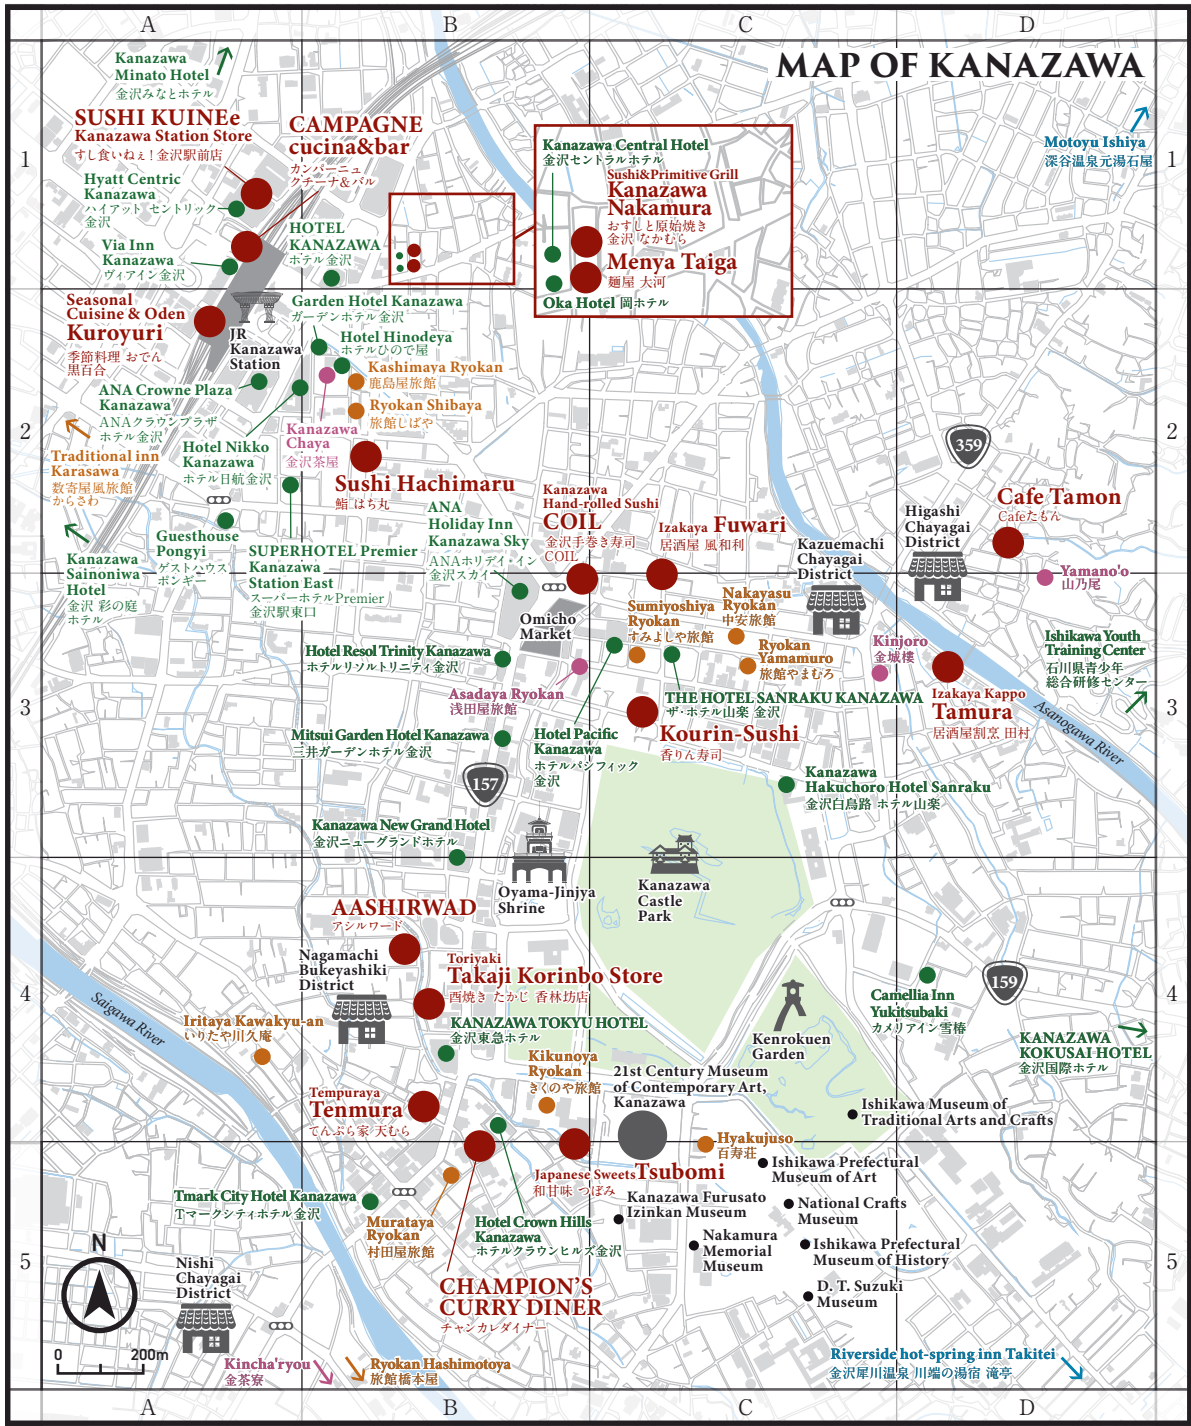 A
B
C
D
MAP OF KANAZAWA
1
2
3
4
5
1
2
3
4
5
Kanazawa
Minato Hotel
金沢みなとホテル
SUSHI KUINEe
Kanazawa Station Store
すし食いねぇ！金沢駅前店
CAMPAGNE
cucina&bar
カンパーニュ
クチーナ&バル
Hyatt Centric
Kanazawa
ハイアット セントリック
金沢
Via Inn
Kanazawa
ヴィアイン金沢
HOTEL
KANAZAWA
ホテル金沢
Kanazawa Central Hotel
金沢セントラルホテル
Sushi&Primitive Grill
Kanazawa
Nakamura
おすしと原始焼き
金沢 なかむら
Menya Taiga
麺屋 大河
Oka Hotel 岡ホテル
Motoyu Ishiya
深谷温泉元湯石屋
Seasonal
Cuisine & Oden
Kuroyuri
季節料理 おでん
黒百合
JR
Kanazawa
Station
Garden Hotel Kanazawa
ガーデンホテル金沢
Hotel Hinodeya
ホテルひので屋
Kashimaya Ryokan
鹿島屋旅館
Ryokan Shibaya
旅館しばや
ANA Crowne Plaza
Kanazawa
ANAクラウンプラザ
ホテル金沢
Kanazawa
Chaya
金沢茶屋
Hotel Nikko
Kanazawa
ホテル日航金沢
Traditional inn
Karasawa
数寄屋風旅館
からさわ
Sushi Hachimaru
鮨 はち丸
359
Kanazawa
Hand-rolled Sushi
COIL
金沢手巻き寿司
COIL
Izakaya Fuwari
居酒屋 風和利
ANA
Holiday Inn
Kanazawa Sky
ANAホリデイ・イン
金沢スカイ
Cafe Tamon
Cafeたもん
Higashi
Chayagai
District
Kazuemachi
Chayagai
District
Guesthouse
Pongyi
ゲストハウス
ポンギー
SUPERHOTEL Premier
Kanazawa
Station East
スーパーホテルPremier
金沢駅東口
Kanazawa
Sainoniwa
Hotel
金沢 彩の庭
ホテル
Yamano'o
山乃尾
Omicho
Market
Sumiyoshiya
Ryokan
すみよしや旅館
Nakayasu
Ryokan
中安旅館
Ryokan
Yamamuro
旅館やまむろ
Kinjoro
金城樓
Ishikawa Youth
Training Center
石川県青少年
総合研修センター
Hotel Resol Trinity Kanazawa
ホテルリソルトリニティ金沢
Asadaya Ryokan
浅田屋旅館
THE HOTEL SANRAKU KANAZAWA
ザ・ホテル山楽 金沢
Izakaya Kappo
Tamura
居酒屋割烹 田村
Asanogawa River
Mitsui Garden Hotel Kanazawa
三井ガーデンホテル金沢
Hotel Pacific
Kanazawa
ホテルパシフィック
金沢
Kourin-Sushi
香りん寿司
157
Kanazawa
Hakuchoro Hotel Sanraku
金沢白鳥路 ホテル山楽
Kanazawa New Grand Hotel
金沢ニューグランドホテル
Oyama-Jinjya
Shrine
Kanazawa
Castle
Park
AASHIRWAD
アシルワード
Nagamachi
Bukeyashiki
District
Toriyaki
Takaji Korinbo Store
酉焼き たかじ 香林坊店
Saigawa River
Iritaya Kawakyu-an
いりたや川久庵
KANAZAWA TOKYU HOTEL
金沢東急ホテル
Kikunoya
Ryokan
きくのや旅館
Kenrokuen
Garden
159
Camellia Inn
Yukitsubaki
カメリアイン雪椿
KANAZAWA
KOKUSAI HOTEL
金沢国際ホテル
21st Century Museum
of Contemporary Art,
Kanazawa
Tempuraya
Tenmura
てんぷら家 天むら
Ishikawa Museum of
Traditional Arts and Crafts
Hyakujuso
百寿荘
Japanese Sweets Tsubomi
和甘味 つぼみ
Ishikawa Prefectural
Museum of Art
Tmark City Hotel Kanazawa
Tマークシティホテル金沢
Murataya
Ryokan
村田屋旅館
Hotel Crown Hills
Kanazawa
ホテルクラウンヒルズ金沢
Kanazawa Furusato
Izinkan Museum
National Crafts
Museum
Nakamura
Memorial
Museum
Ishikawa Prefectural
Museum of History
D. T. Suzuki
Museum
CHAMPION'S
CURRY DINER
チャンカレダイナー
N
0 200m
Nishi
Chayagai
District
Kincha'ryou
金茶寮
Ryokan Hashimotoya
旅館橋本屋
Riverside hot-spring inn Takitei
金沢犀川温泉 川端の湯宿 滝亭
A
B
C
D